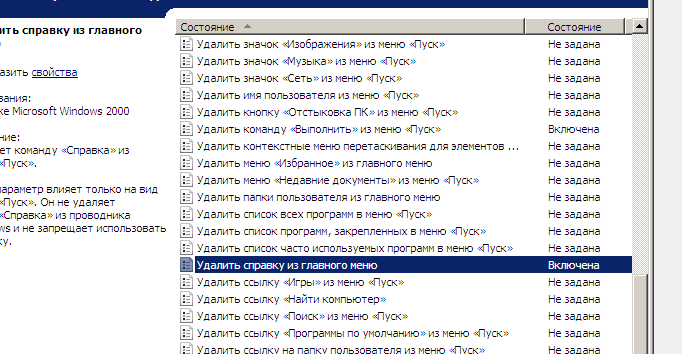 ить справку из главного
Состояние Состояние
Удалить значок «Изображения» из меню «Пуск» Не задана
Удалить значок «Музыка» из меню «Пуск» Не задана
азить свойства
Удалить значок «Сеть» из меню «Пуск» Не задана
вания:
Удалить имя пользователя из меню «Пуск» Не задана
ке Microsoft Windows 2000
Удалить кнопку «Отстыковка ПК» из меню «Пуск» Не задана
Удалить команду «Выполнить» из меню «Пуск» Включена
ние:
ет команду «Справка» из
Удалить контекстные меню перетаскивания для элементов ... Не задана
«Пуск».
Удалить меню «Избранное» из главного меню Не задана
Удалить меню «Недавние документы» из меню «Пуск» Не задана
араметр влияет только на вид
«Пуск». Он не удаляет
Удалить папки пользователя из главного меню Не задана
«Справка» из проводника
Удалить список всех программ в меню «Пуск» Не задана
ws и не запрещает использовать
Удалить список программ, закрепленных в меню «Пуск» Не задана
ку.
Удалить список часто используемых программ в меню «Пуск» Не задана
Удалить справку из главного меню Включена
Удалить ссылку «Игры» из меню «Пуск» Не задана
Удалить ссылку «Найти компьютер» Не задана
Удалить ссылку «Поиск» из меню «Пуск» Не задана
Удалить ссылку «Программы по умолчанию» из меню «Пуск» Не задана
Удалить ссылку на папку пользователя из меню «Пуск» Не задана